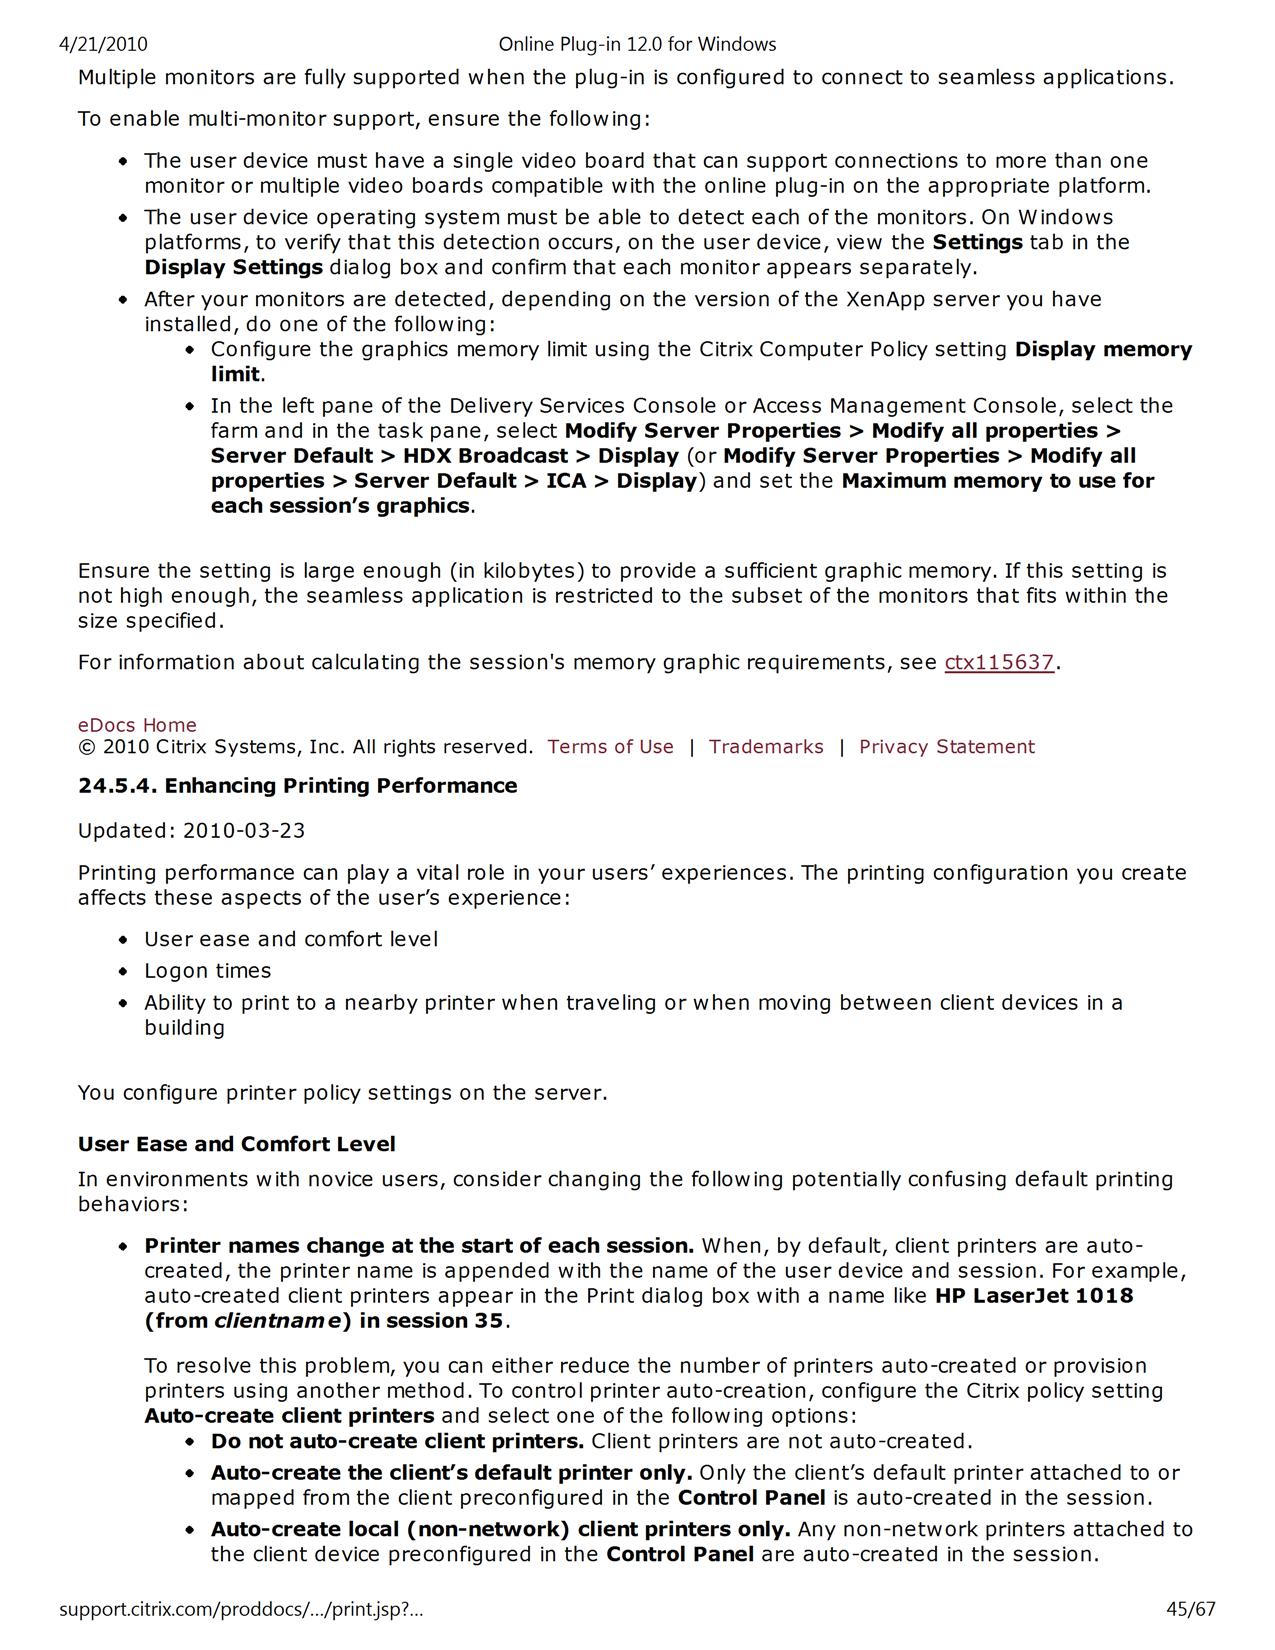 4/21/2010 Online Plug-in 12.0 for Windows
Multiple monitors are fully supported when the plug-in is configured to connect to seamless applications.
To enable multi-monitor support, ensure the following:
• The user device must have a single video board that can support connections to more than one
monitor or multiple video boards compatible with the online plug-in on the appropriate platform.
• The user device operating system must be able to detect each of the monitors. On Windows
platforms, to verify that this detection occurs, on the user device, view the Settings tab in the
Display Settings dialog box and confirm that each monitor appears separately.
• After your monitors are detected, depending on the version of the XenApp server you have
installed, do one of the following:
• Configure the graphics memory limit using the Citrix Computer Policy setting Display memory
limit.
• In the left pane of the Delivery Services Console or Access Management Console, select the
farm and in the task pane, select Modify Server Properties > Modify all properties >
Server Default > HDX Broadcast > Display (or Modify Server Properties > Modify all
properties > Server Default > ICA > Display) and set the Maximum memory to use for
each session’s graphics.
Ensure the setting is large enough (in kilobytes) to provide a sufficient graphic memory. If this setting is
not high enough, the seamless application is restricted to the subset of the monitors that fits within the
size specified.
For information about calculating the session's memory graphic requirements, see ctx115637.
eDocs Home
© 2010 Citrix Systems, Inc. All rights reserved. Terms of Use | Trademarks | Privacy Statement
24.5.4. Enhancing Printing Performance
Updated: 2010-03-23
Printing performance can play a vital role in your users’ experiences. The printing configuration you create
affects these aspects of the user’s experience:
• User ease and comfort level
• Logon times
• Ability to print to a nearby printer when traveling or when moving between client devices in a
building
You configure printer policy settings on the server.
User Ease and Comfort Level
In environments with novice users, consider changing the following potentially confusing default printing
behaviors:
• Printer names change at the start of each session. When, by default, client printers are auto-
created, the printer name is appended with the name of the user device and session. For example,
auto-created client printers appear in the Print dialog box with a name like HP LaserJet 1018
(from clientname) in session 35.
To resolve this problem, you can either reduce the number of printers auto-created or provision
printers using another method. To control printer auto-creation, configure the Citrix policy setting
Auto-create client printers and select one of the following options:
• Do not auto-create client printers. Client printers are not auto-created.
• Auto-create the client’s default printer only. Only the client’s default printer attached to or
mapped from the client preconfigured in the Control Panel is auto-created in the session.
• Auto-create local (non-network) client printers only. Any non-network printers attached to
the client device preconfigured in the Control Panel are auto-created in the session.
support.citrix.com/proddocs/.../print.jsp?... 45/67